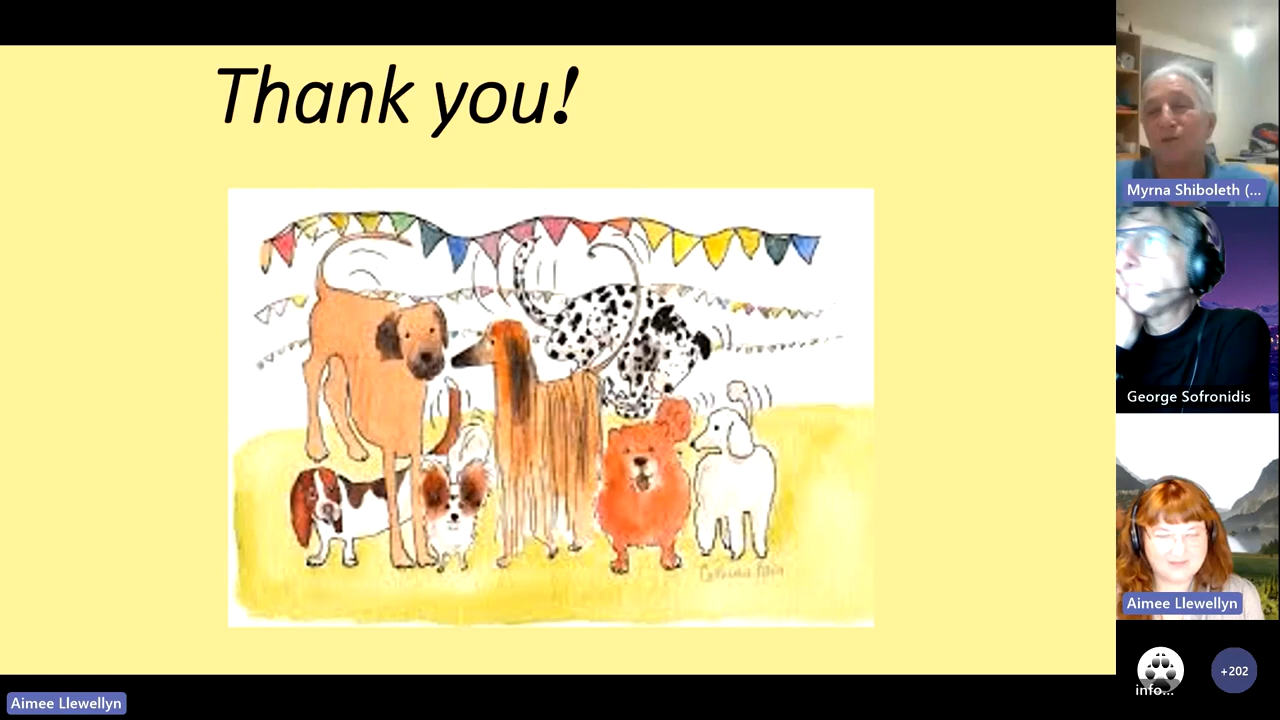 Thank you!
Myrna Shiboleth (...
George Sofronidis
Aimee Llewellyn
info...
+202
Aimee Llewellyn